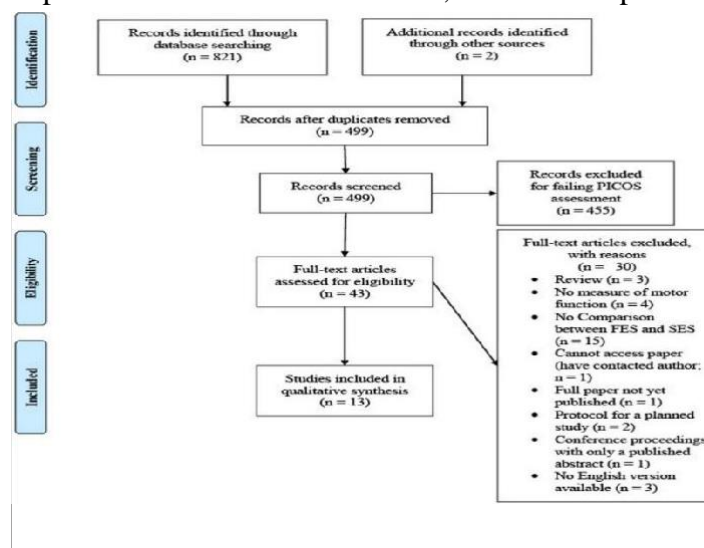 Identification
Records identified through
database searching
(n = 821)
Additional records identified
through other sources
(n = 2)
Records after duplicates removed
(n = 499)
Screening
Records screened
(n = 499)
Records excluded
for failing PICOS
assessment
(n = 455)
Eligibility
Full-text articles
assessed for eligibility
(n = 43)
Full-text articles excluded,
with reasons
(n = 30)
• Review (n = 3)
• No measure of motor
function (n = 4)
• No Comparison
between FES and SES
(n = 15)
• Cannot access paper
(have contacted author;
n = 1)
• Full paper not yet
published (n = 1)
• Protocol for a planned
study (n = 2)
• Conference proceedings
with only a published
abstract (n = 1)
• No English version
available (n = 3)
Included
Studies included in
qualitative synthesis
(n = 13)